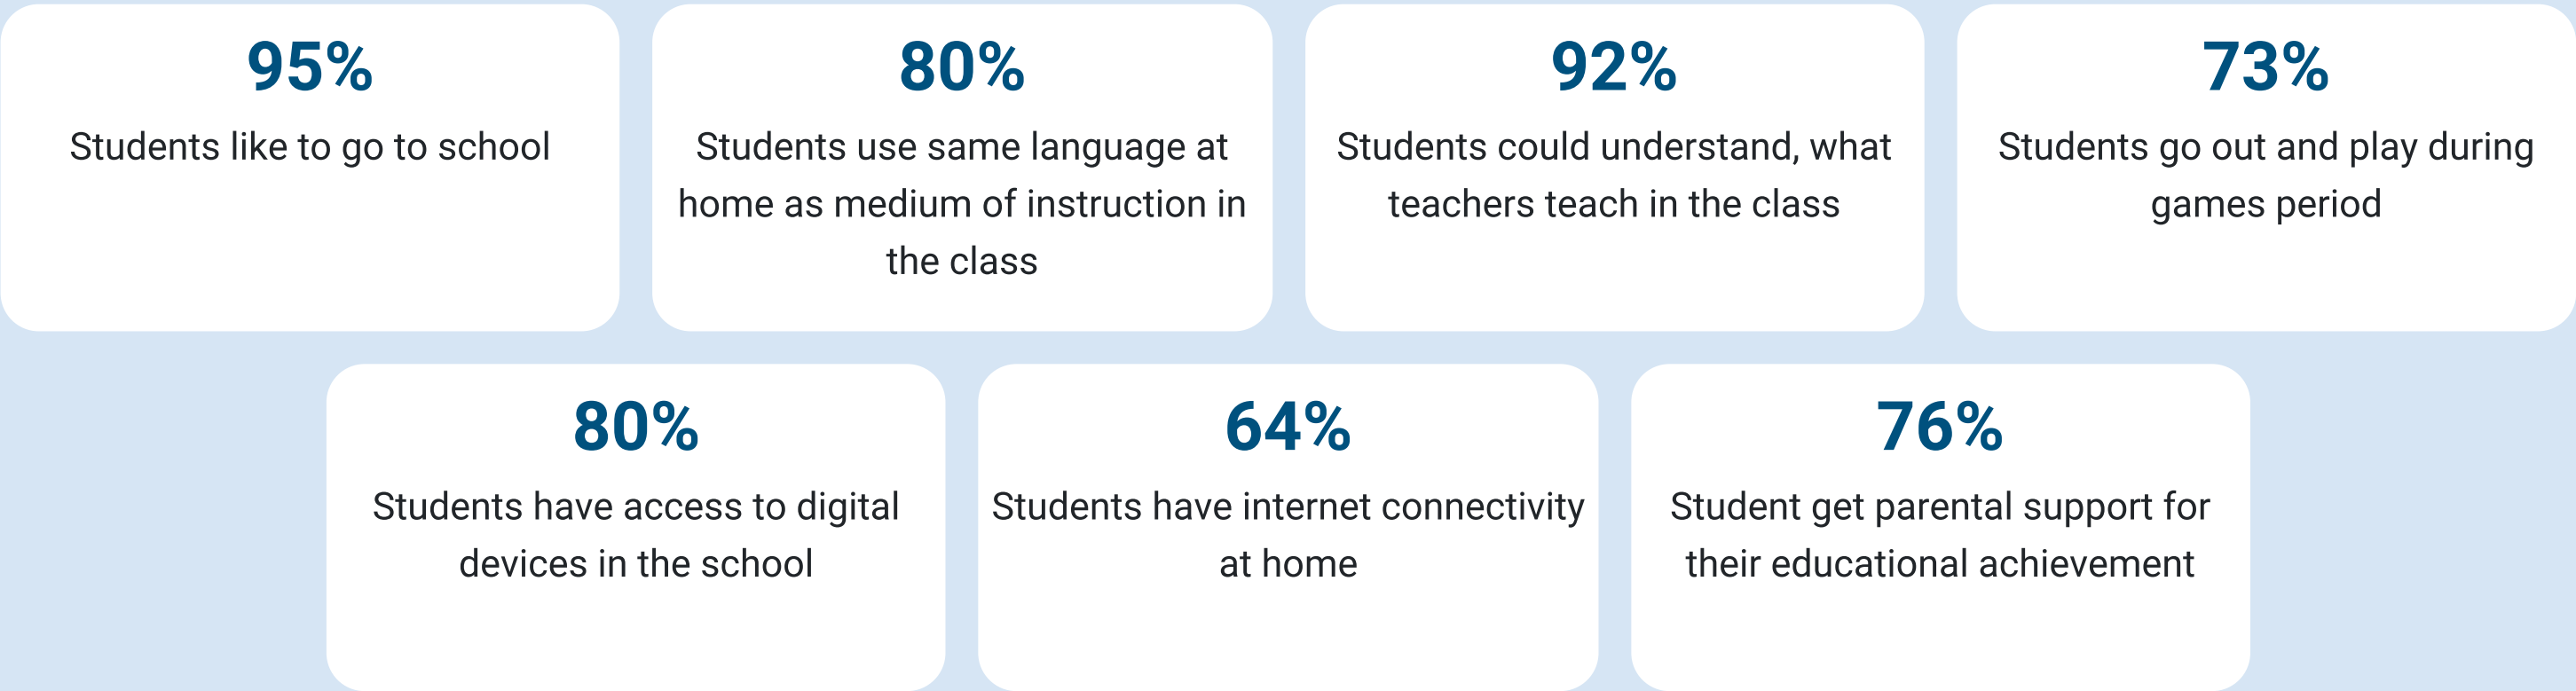 95%
Students like to go to school
80%
Students use same language at
home as medium of instruction in
the class
92%
Students could understand, what
teachers teach in the class
73%
Students go out and play during
games period
80%
Students have access to digital
devices in the school
64%
Students have internet connectivity
at home
76%
Student get parental support for
their educational achievement